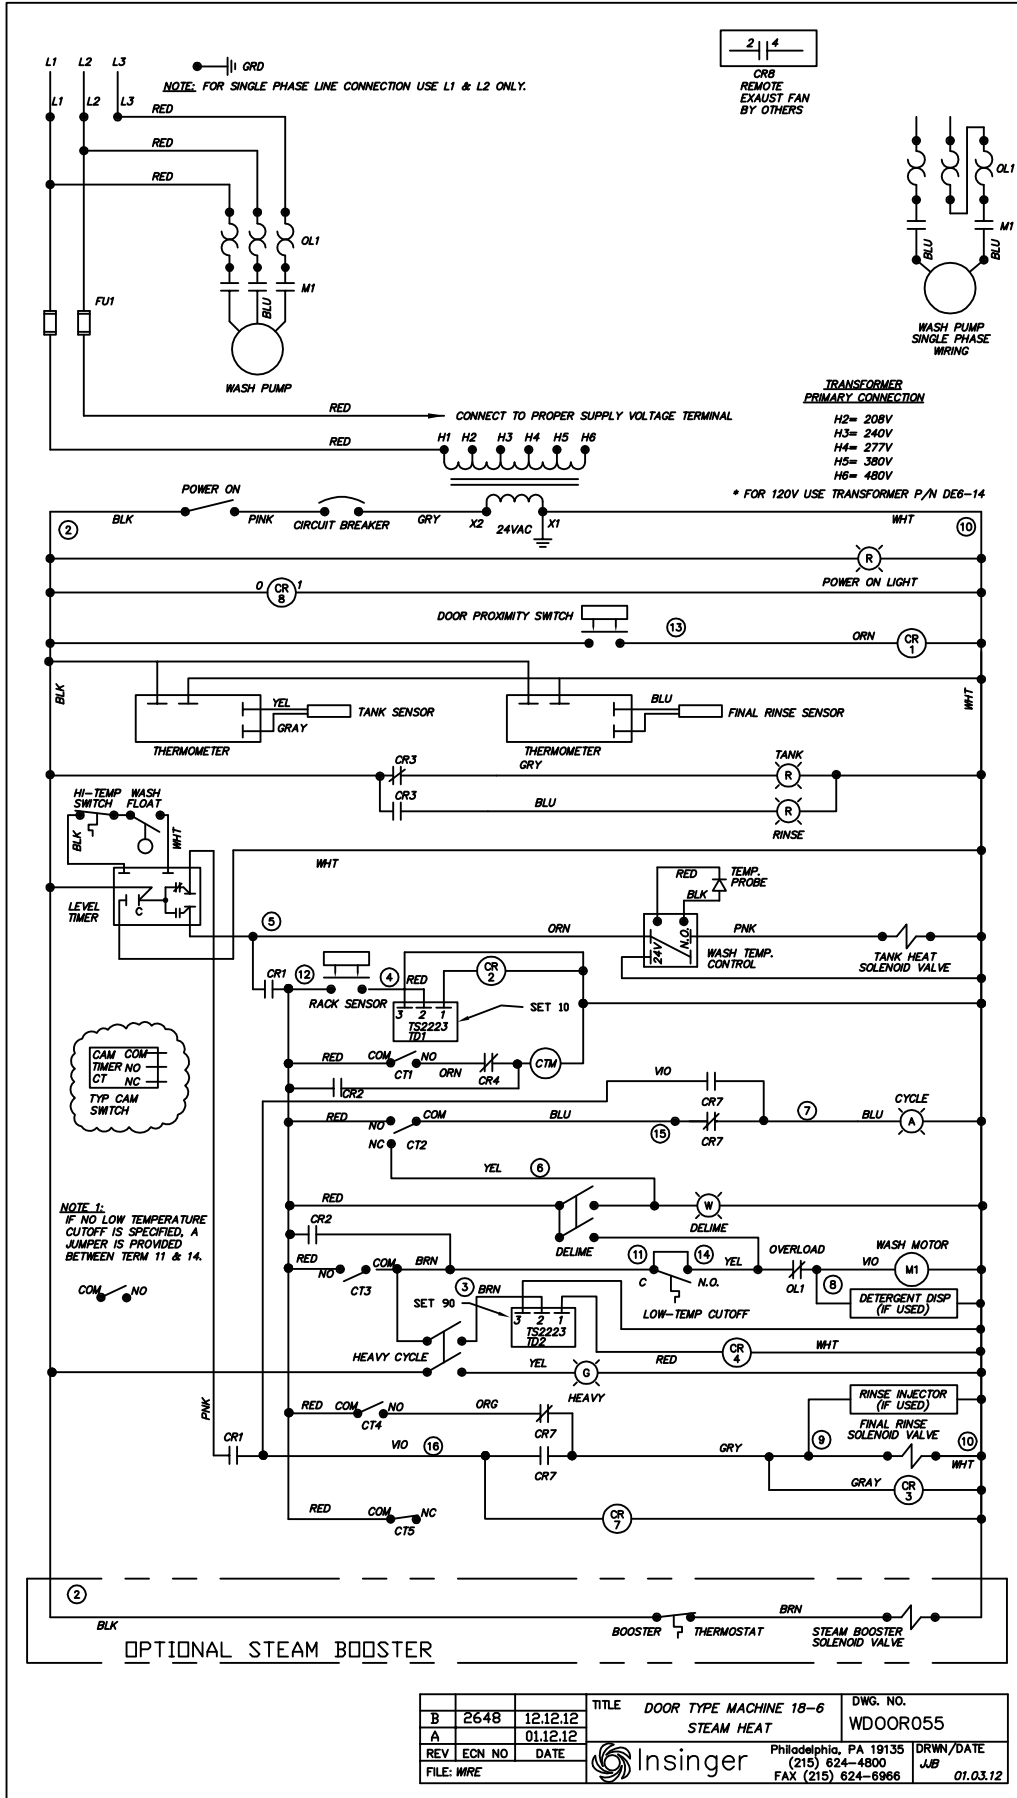 L1 L2 L3
GRD
NOTE: FOR SINGLE PHASE LINE CONNECTION USE L1 & L2 ONLY.
L1 L2 L3
RED
RED
RED
OL1
M1
BLU
WASH PUMP
FU1
2 4
CR8
REMOTE
EXAUST FAN
BY OTHERS
OL1
M1
BLU BLU
WASH PUMP
SINGLE PHASE
WIRING
RED
CONNECT TO PROPER SUPPLY VOLTAGE TERMINAL
RED
H1 H2 H3 H4 H5 H6
TRANSFORMER
PRIMARY CONNECTION
H2= 208V
H3= 240V
H4= 277V
H5= 380V
H6= 480V
* FOR 120V USE TRANSFORMER P/N DE6-14
POWER ON
2 BLK PINK CIRCUIT BREAKER GRY X2 24VAC X1 WHT 10
R
POWER ON LIGHT
0 CR 8 1
DOOR PROXIMITY SWITCH
13
ORN
CR 1
BLK
WHT
YEL
GRAY
TANK SENSOR
THERMOMETER
BLU
FINAL RINSE SENSOR
THERMOMETER
CR3
GRY
TANK
R
CR3
BLU
R
RINSE
HI-TEMP SWITCH
WASH FLOAT
BLK
WHT
WHT
LEVEL TIMER
C
5
ORN
RED
BLK
TEMP. PROBE
24V
N.O.
WASH TEMP. CONTROL
PNK
TANK HEAT
SOLENOID VALVE
CR1
12
RACK SENSOR
4
RED
CR 2
3 2 1
TS2223
TD1
SET 10
CAM COM
TIMER NO
CT NC
TYP CAM
SWITCH
RED COM NO
CT1
ORN
CR4
CTM
CR2
VIO
CR7
RED NO COM
NC CT2
BLU
15
CR7
7
BLU
CYCLE
A
YEL
6
NOTE 1:
IF NO LOW TEMPERATURE
CUTOFF IS SPECIFIED, A
JUMPER IS PROVIDED
BETWEEN TERM 11 & 14.
COM NO
RED
DELIME
W
DELIME
CR2
RED NO COM
CT3
BRN
11 14
C N.O.
LOW-TEMP CUTOFF
YEL
OVERLOAD
OL1
8
VIO
WASH MOTOR
M1
DETERGENT DISP
(IF USED)
3
BRN
SET 90
3 2 1
TS2223
TD2
HEAVY CYCLE
RED
CR 4
WHT
YEL
G
HEAVY
PNK
RED COM NO
CT4
ORG
CR7
RINSE INJECTOR
(IF USED)
FINAL RINSE
SOLENOID VALVE
CR1
VIO
16
CR7
GRY
9
10
WHT
GRAY
CR 3
RED COM NC
CT5
CR 7
2
BLK
BOOSTER THERMOSTAT
BRN
STEAM BOOSTER
SOLENOID VALVE
OPTIONAL STEAM BOOSTER
B 2648 12.12.12
A 01.12.12
REV ECN NO DATE
FILE: WIRE
TITLE DOOR TYPE MACHINE 18-6
STEAM HEAT
DWG. NO.
WDOOR055
Insinger
Philadelphia, PA 19135
(215) 624-4800
FAX (215) 624-6966
DRWN/DATE
JJB
01.03.12